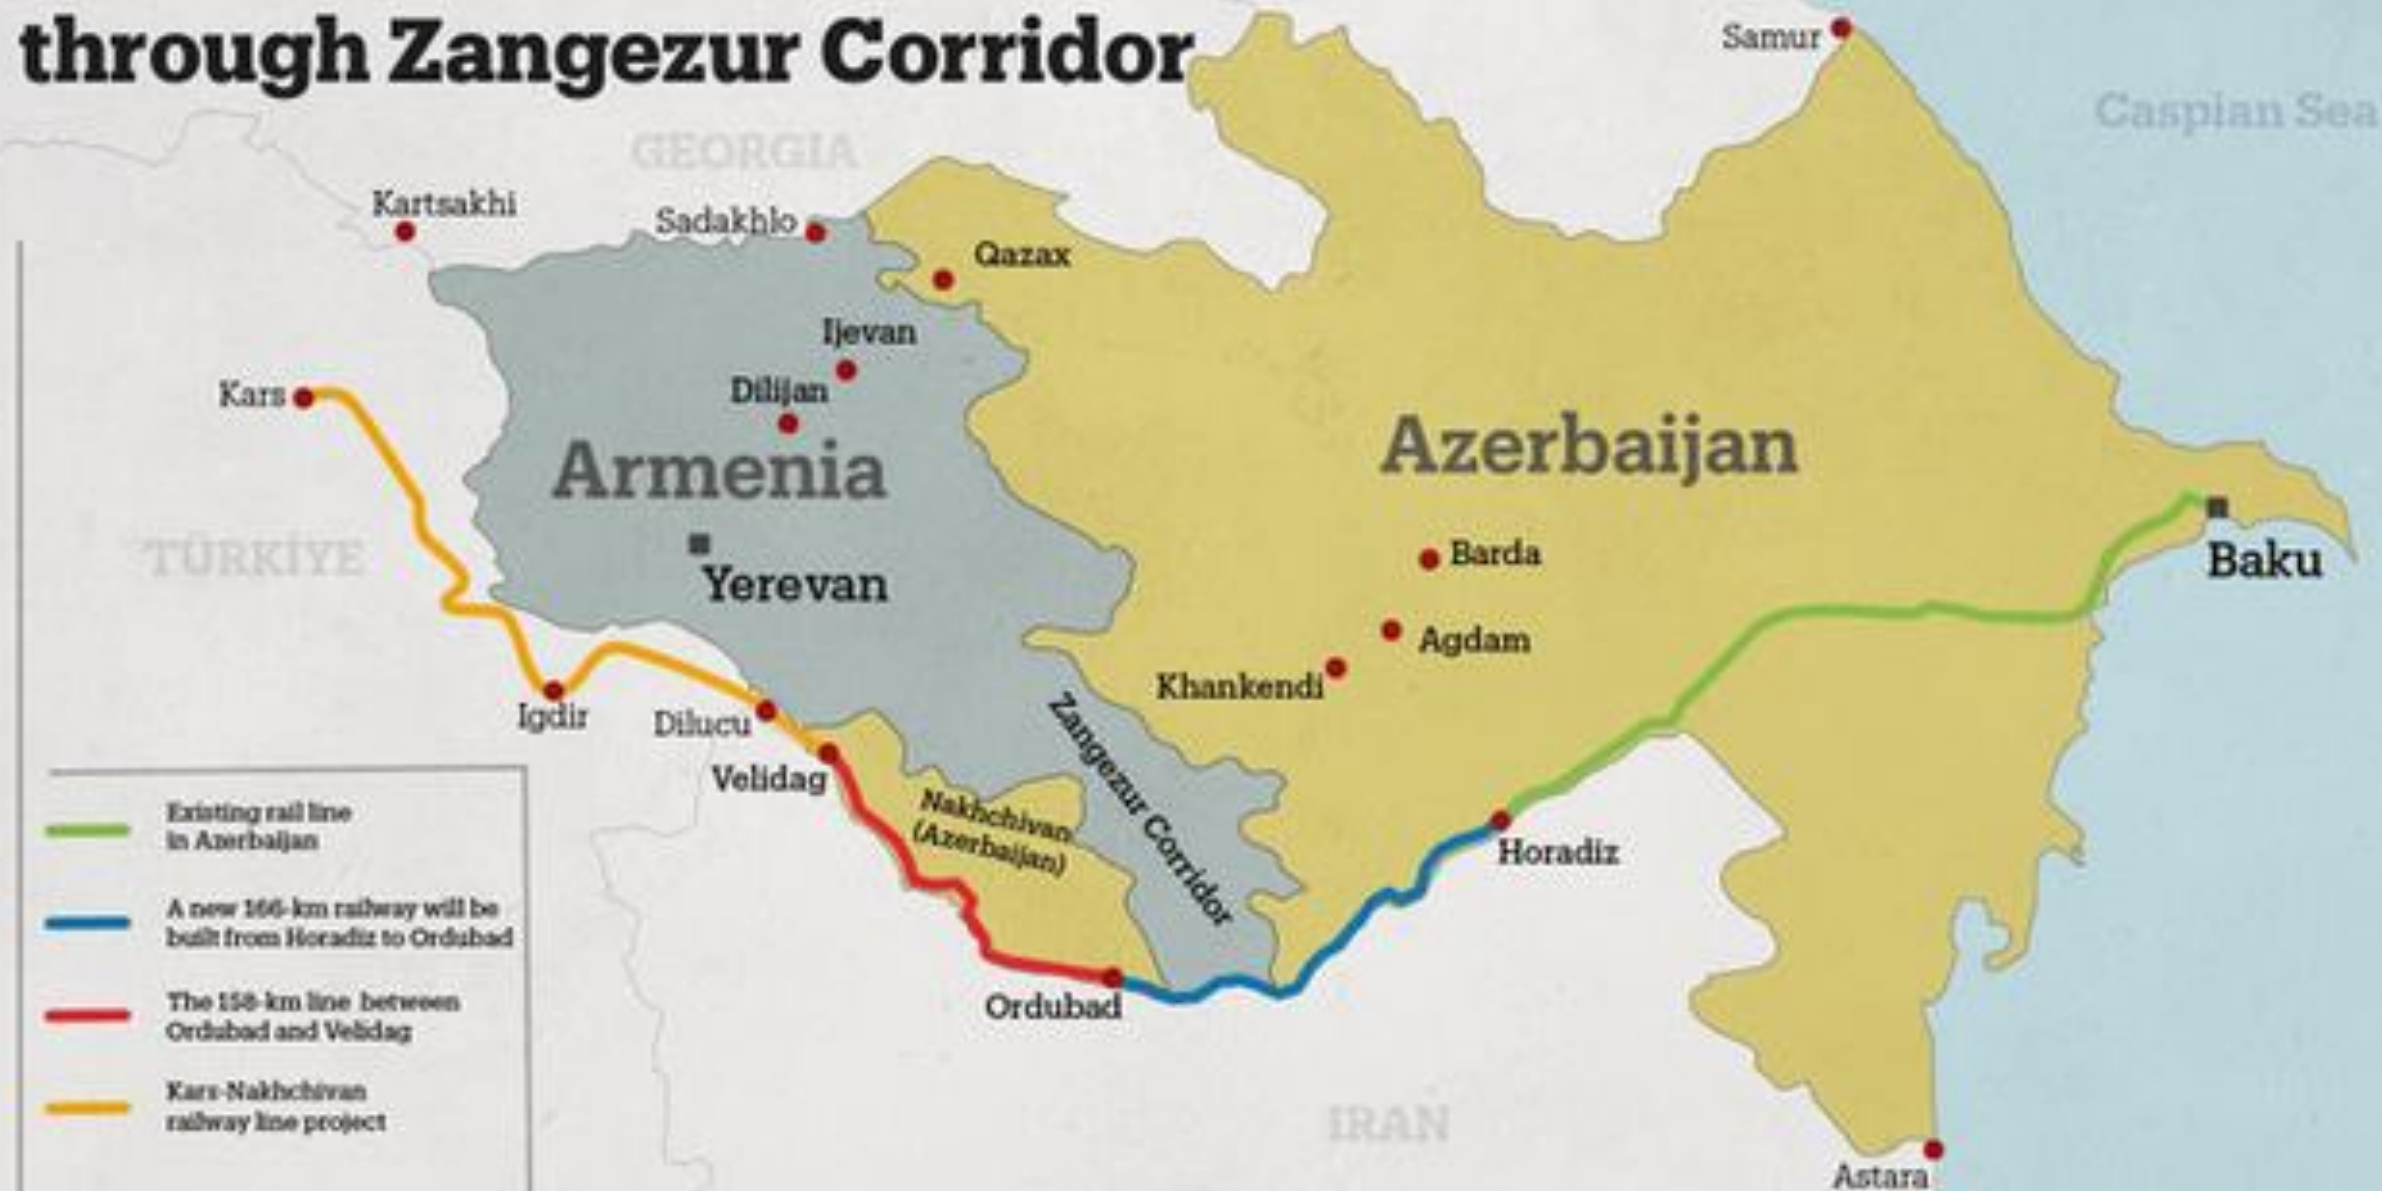 through Zangezur Corridor
Samur
Caspian Sea
GEORGIA
Kartsakhi
Sadakhlo
Qazax
Ijevan
Dilijan
Kars
Armenia
Azerbaijan
TÜRKİYE
Yerevan
Barda
Baku
Agdam
Khankendi
Igdir
Dilucu
Zangezur Corridor
Velidag
Nakhchivan
(Azerbaijan)
Horadiz
Ordubad
Existing rail line
in Azerbaijan
A new 166-km railway will be
built from Horadiz to Ordubad
The 158-km line between
Ordubad and Velidag
Kars-Nakhchivan
railway line project
IRAN
Astara